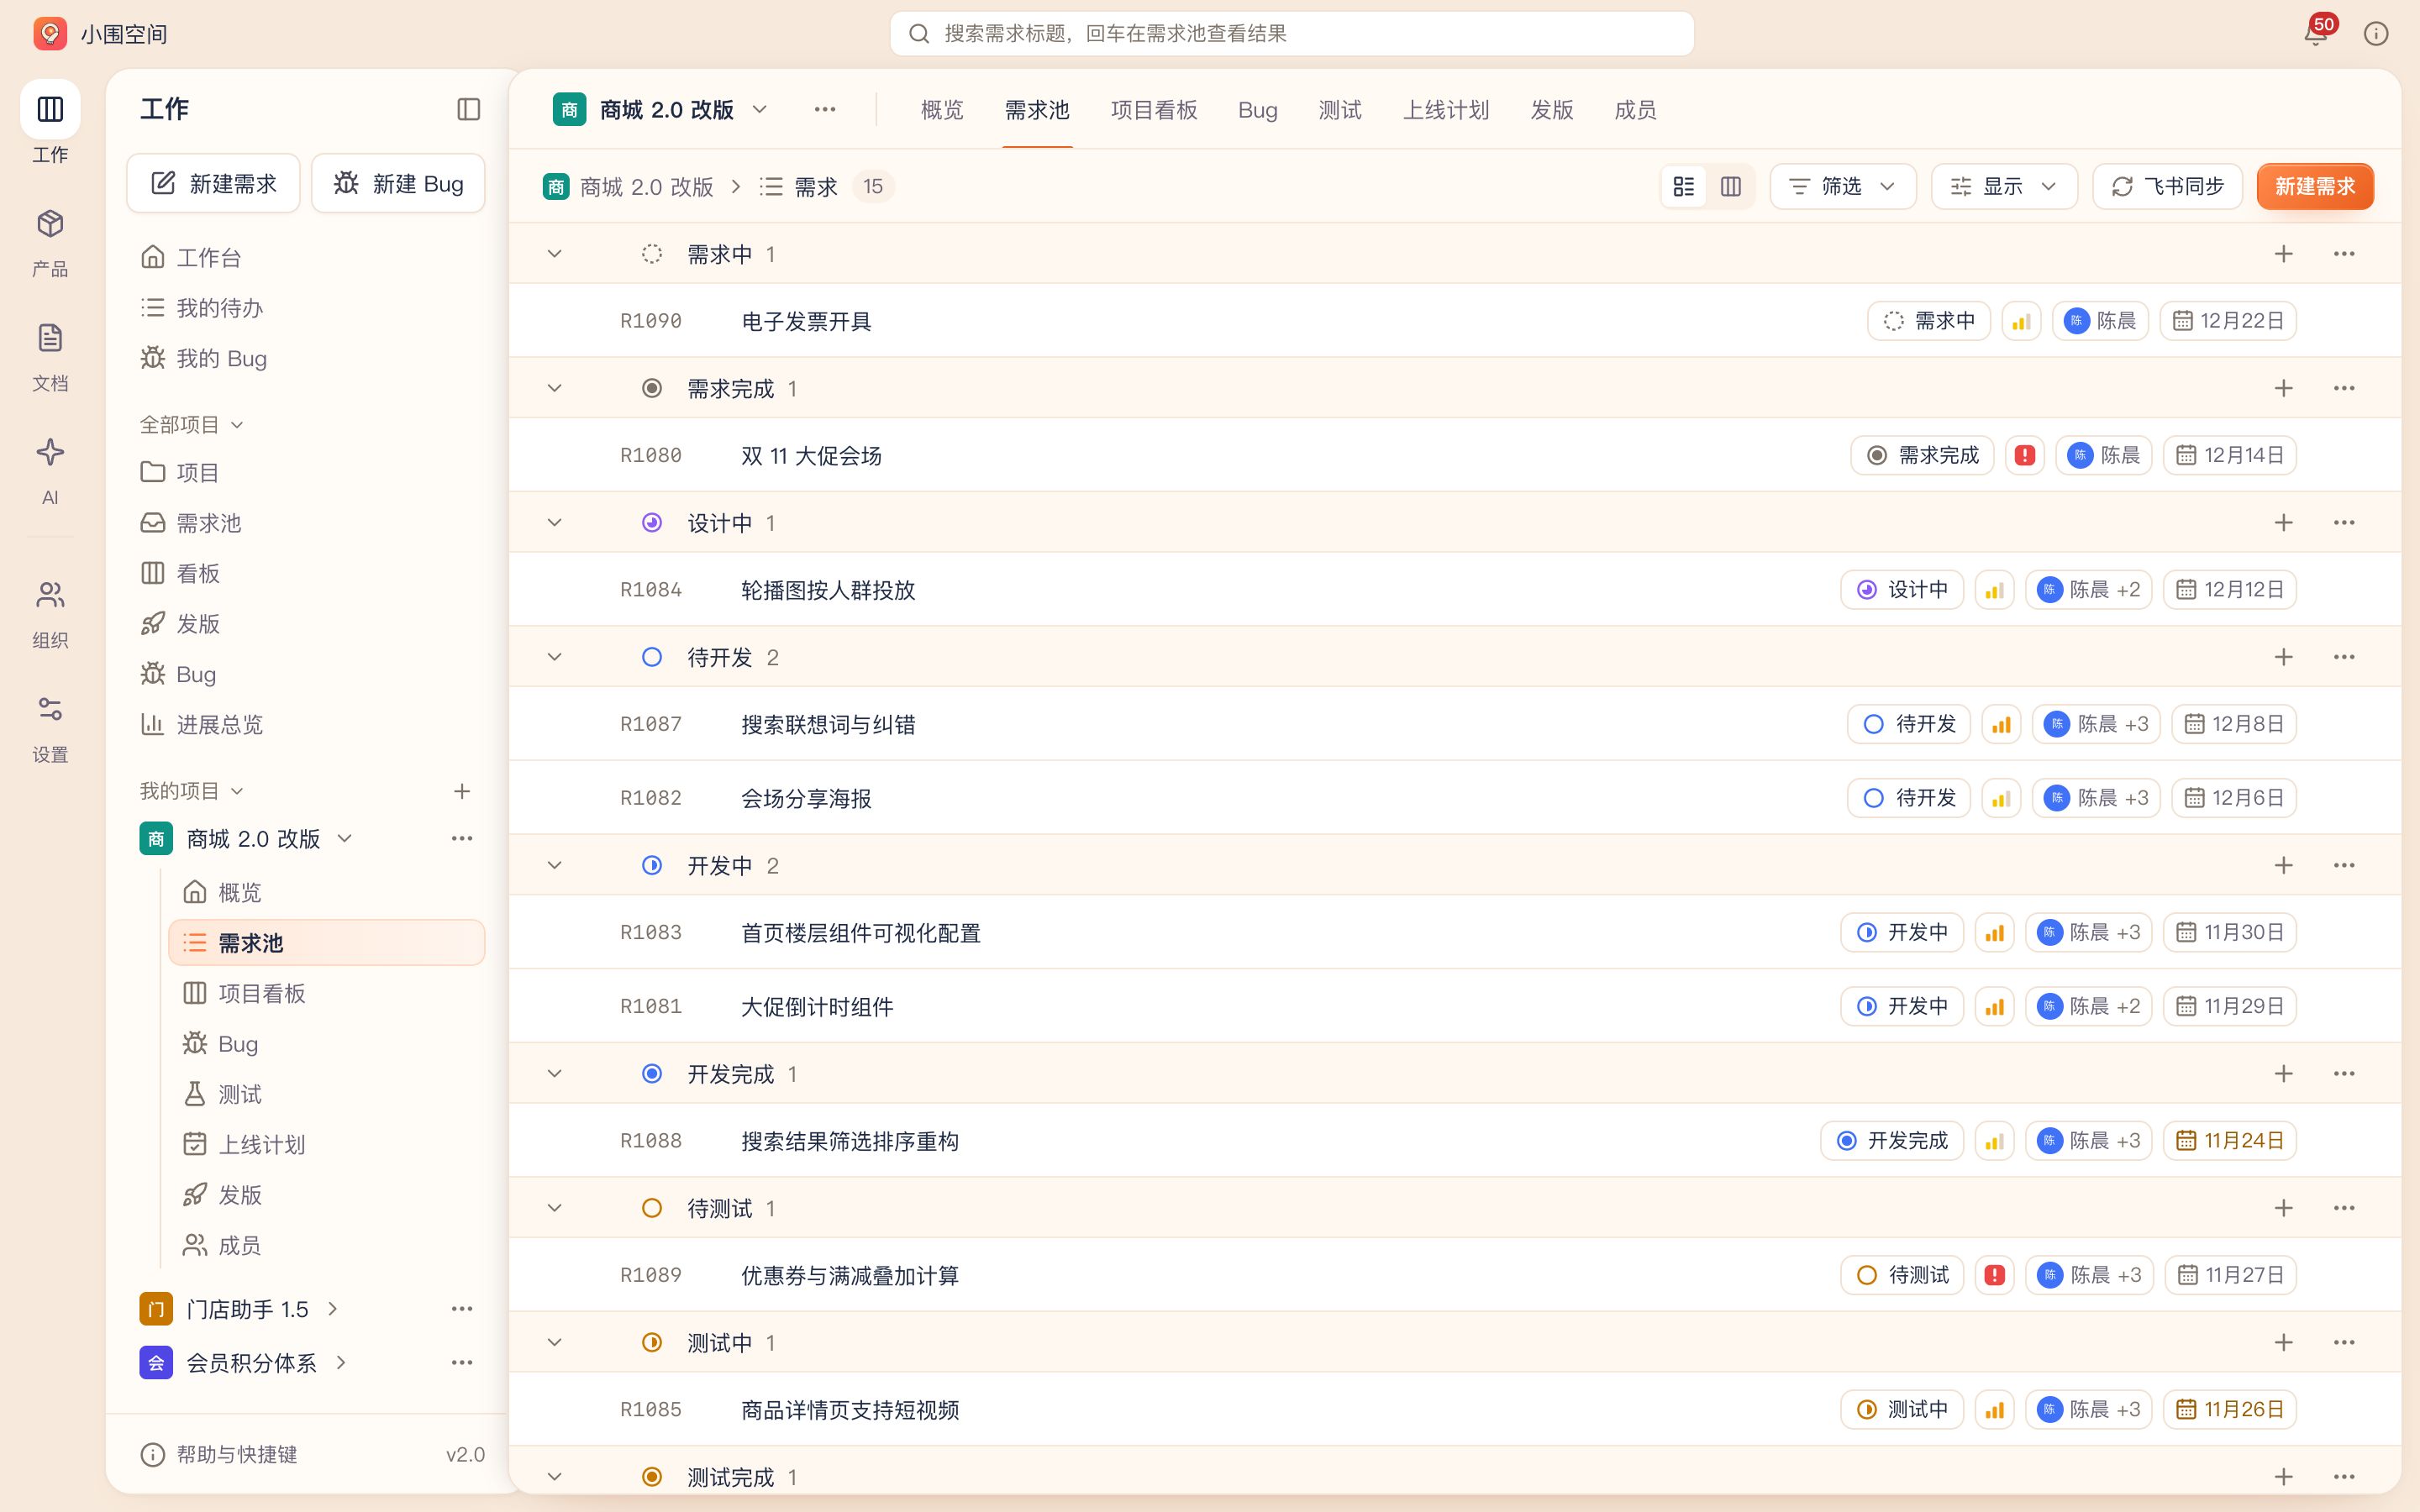 小围空间
搜索需求标题，回车在需求池查看结果
50
工作
产品
文档
AI
组织
设置
工作
新建需求
新建 Bug
工作台
我的待办
我的 Bug
全部项目
项目
需求池
看板
发版
Bug
进展总览
我的项目
商 商城 2.0 改版
概览
需求池
项目看板
Bug
测试
上线计划
发版
成员
门 门店助手 1.5
会 会员积分体系
帮助与快捷键 v2.0
商 商城 2.0 改版 概览 需求池 项目看板 Bug 测试 上线计划 发版 成员
商 商城 2.0 改版 需求 15 筛选 显示 飞书同步 新建需求
需求中 1
R1090 电子发票开具 需求中 陈 陈晨 12月22日
需求完成 1
R1080 双 11 大促会场 需求完成 陈 陈晨 12月14日
设计中 1
R1084 轮播图按人群投放 设计中 陈 陈晨 +2 12月12日
待开发 2
R1087 搜索联想词与纠错 待开发 陈 陈晨 +3 12月8日
R1082 会场分享海报 待开发 陈 陈晨 +3 12月6日
开发中 2
R1083 首页楼层组件可视化配置 开发中 陈 陈晨 +3 11月30日
R1081 大促倒计时组件 开发中 陈 陈晨 +2 11月29日
开发完成 1
R1088 搜索结果筛选排序重构 开发完成 陈 陈晨 +3 11月24日
待测试 1
R1089 优惠券与满减叠加计算 待测试 陈 陈晨 +3 11月27日
测试中 1
R1085 商品详情页支持短视频 测试中 陈 陈晨 +3 11月26日
测试完成 1